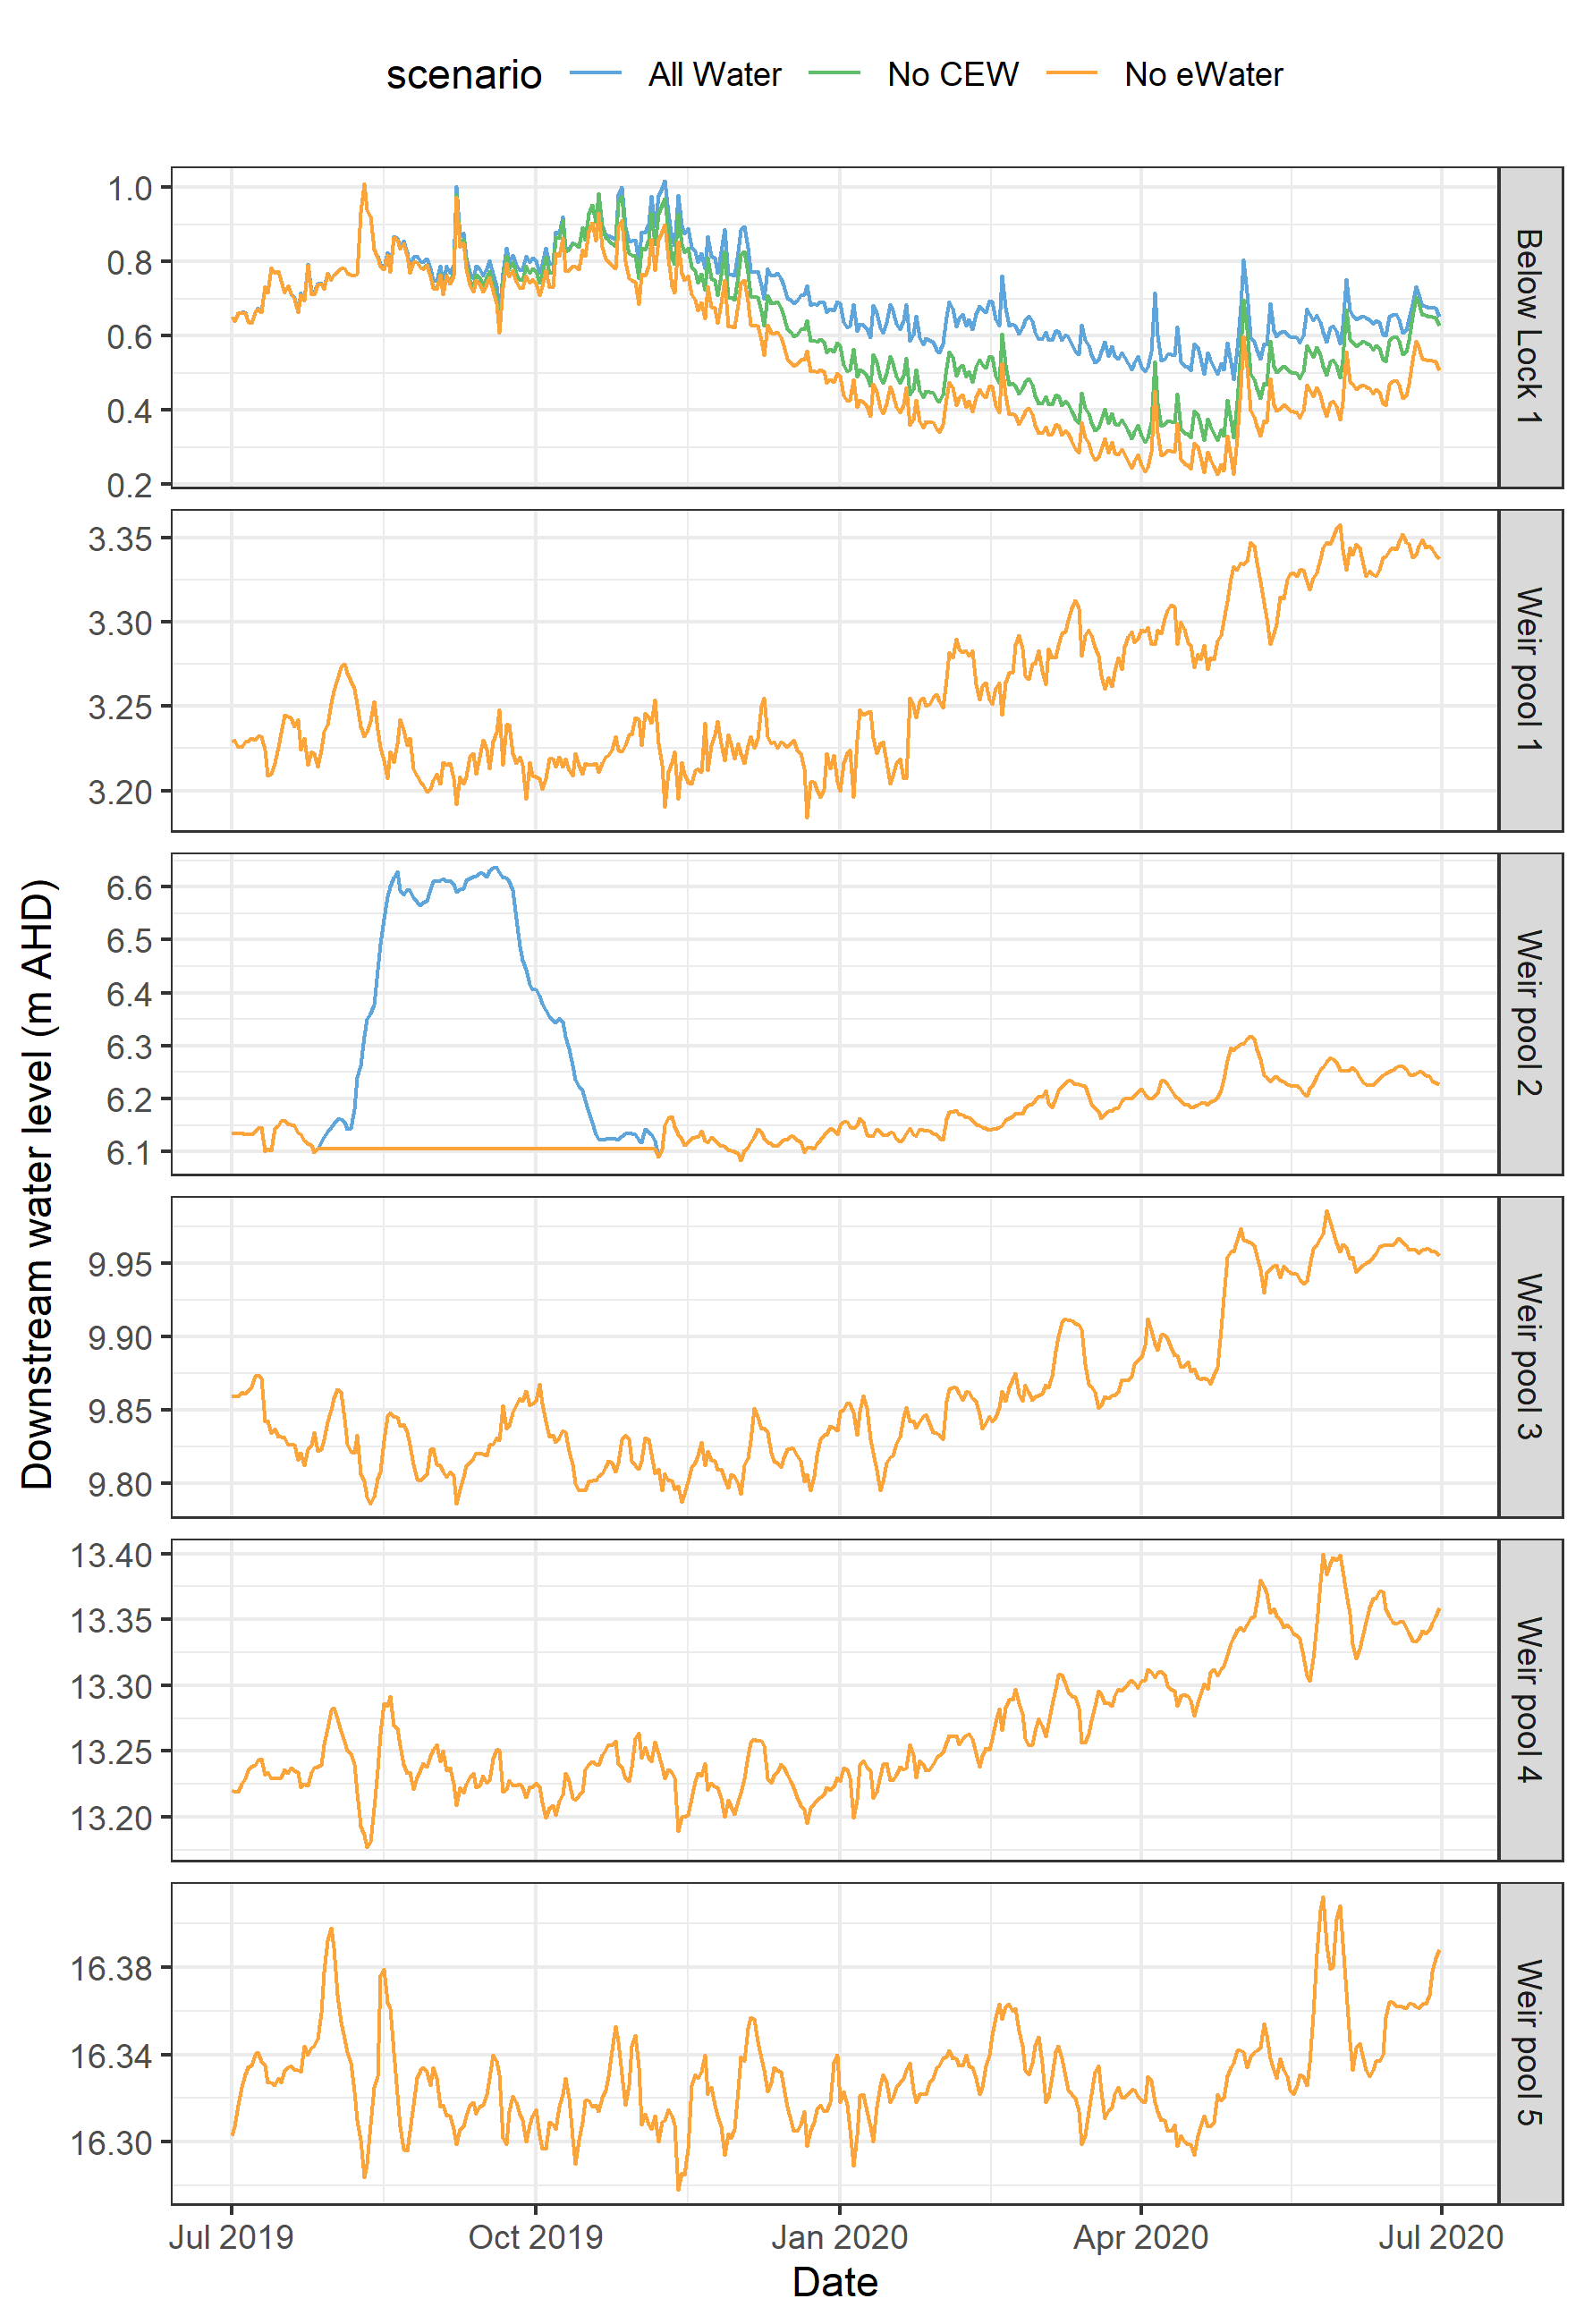 scenario All Water No CEW No eWater
1.0
0.8
0.6
0.4
0.2
Below Lock 1
3.35
3.30
3.25
3.20
Weir pool 1
6.6
6.5
6.4
6.3
6.2
6.1
Weir pool 2
9.95
9.90
9.85
9.80
Weir pool 3
13.40
13.35
13.30
13.25
13.20
Weir pool 4
16.38
16.34
16.30
Weir pool 5
Downstream water level (m AHD)
Jul 2019 Oct 2019 Jan 2020 Apr 2020 Jul 2020
Date